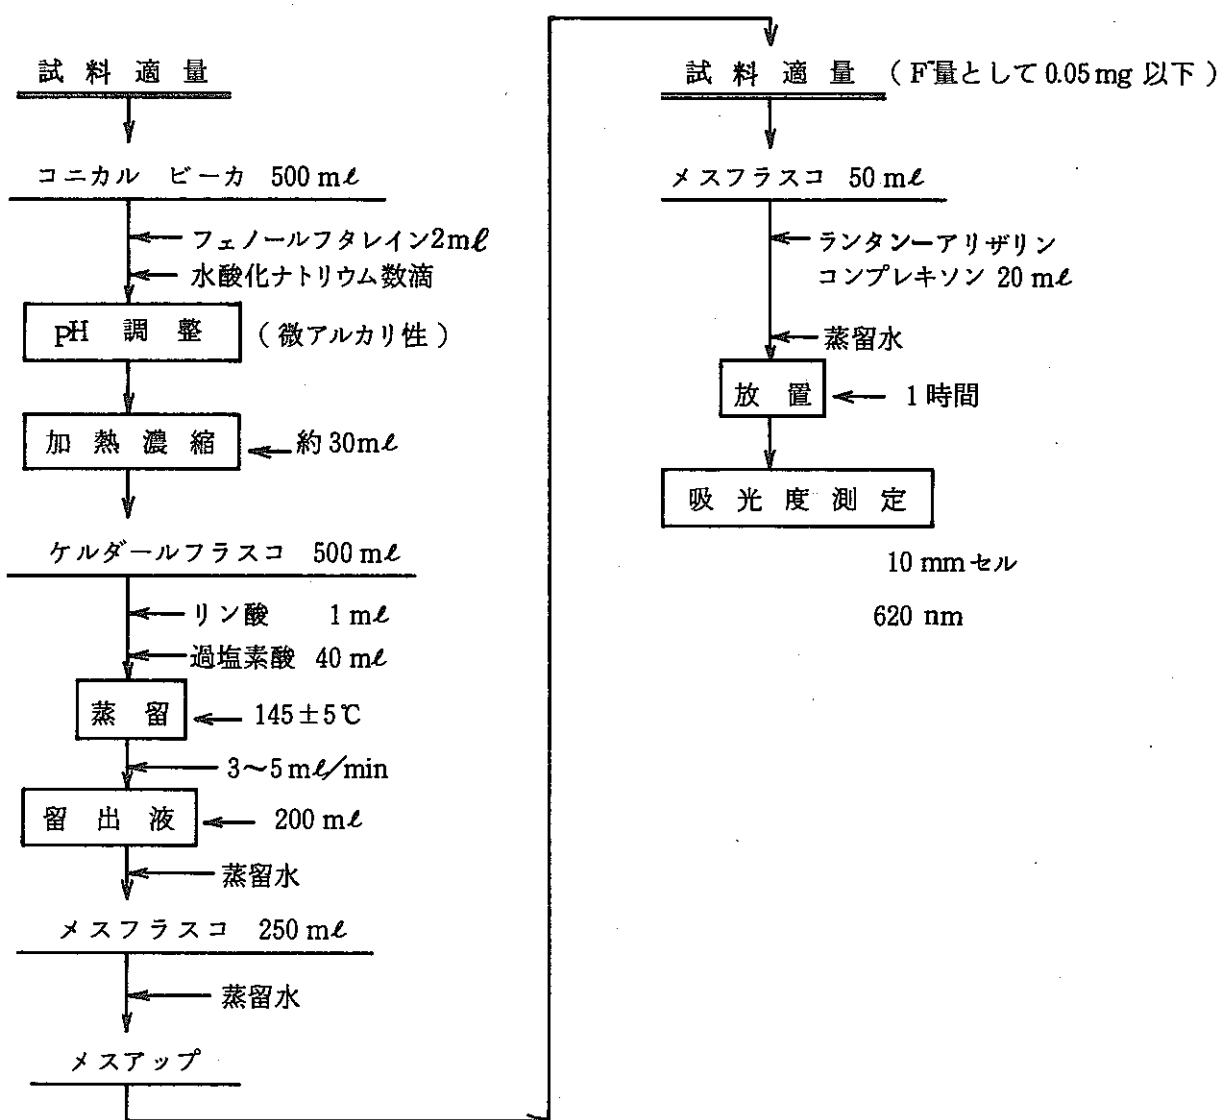 試料適量
コニカル ビーカ 500 mℓ
フェノールフタレイン2mℓ
水酸化ナトリウム数滴
PH 調整 (微アルカリ性)
加熱濃縮 約30mℓ
ケルダールフラスコ 500 mℓ
リン酸 1 mℓ
過塩素酸 40 mℓ
蒸留 145±5℃
3〜5 mℓ/min
留出液 200 mℓ
蒸留水
メスフラスコ 250 mℓ
蒸留水
メスアップ
試料適量 (F⁻量として 0.05 mg 以下)
メスフラスコ 50 mℓ
ランタンーアリザリン
コンプレキソン 20 mℓ
蒸留水
放置 1時間
吸光度測定
10 mm セル
620 nm